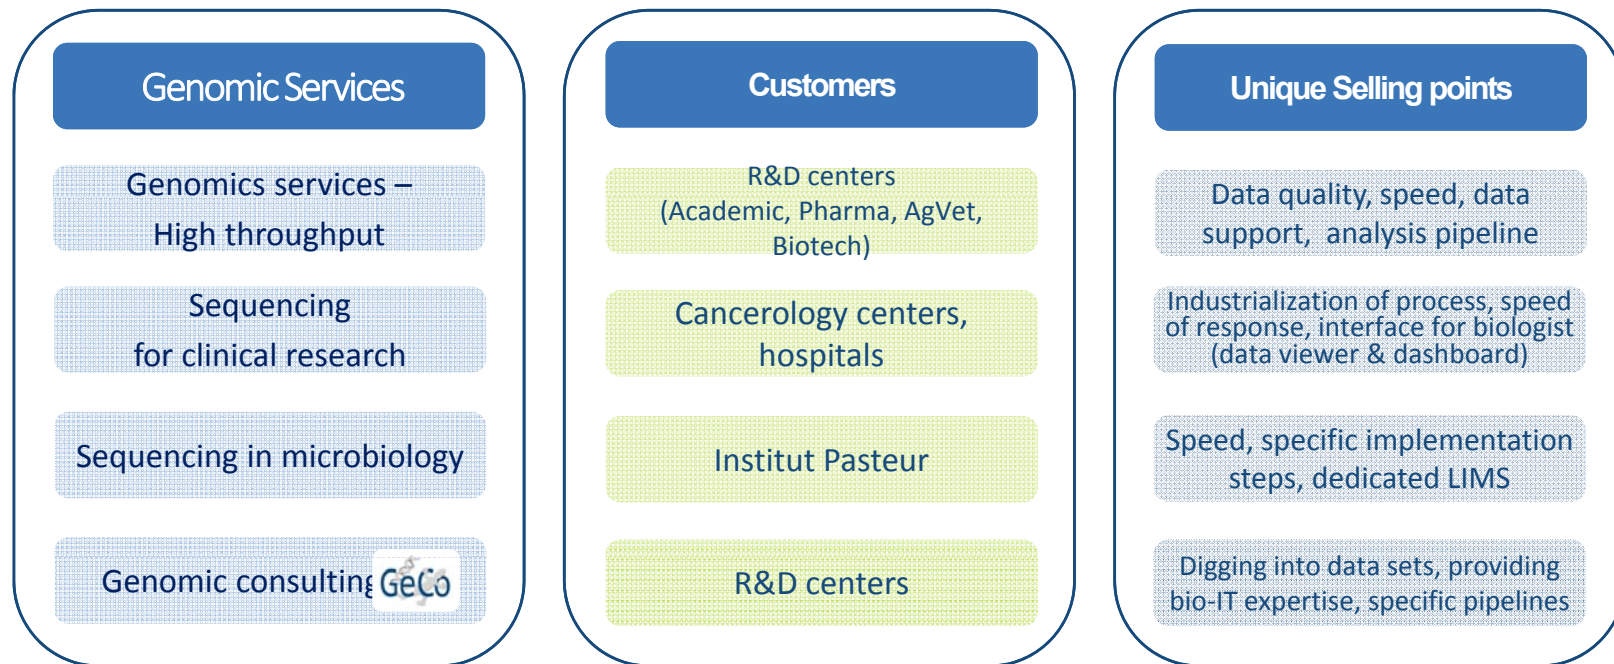 Genomic Services
Genomics services –
High throughput
Sequencing
for clinical research
Sequencing in microbiology
Genomic consulting
GeCo
Customers
R&D centers
(Academic, Pharma, AgVet,
Biotech)
Cancerology centers,
hospitals
Institut Pasteur
R&D centers
Unique Selling points
Data quality, speed, data
support, analysis pipeline
Industrialization of process, speed
of response, interface for biologist
(data viewer & dashboard)
Speed, specific implementation
steps, dedicated LIMS
Digging into data sets, providing
bio-IT expertise, specific pipelines